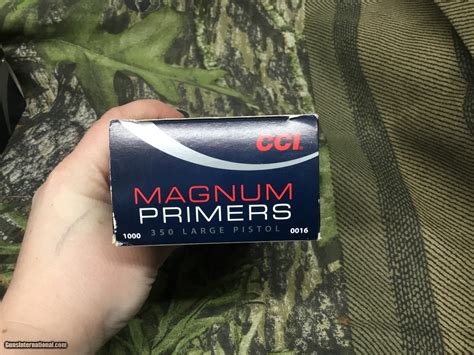 CCI
MAGNUM
PRIMERS
350 LARGE PISTOL
1000 0016
GunsInternational.com